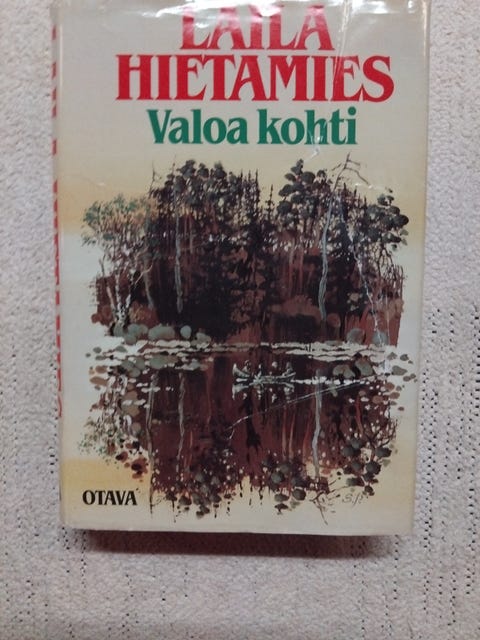 LAILA
HIETAMIES
Valoa kohti
OTAVA